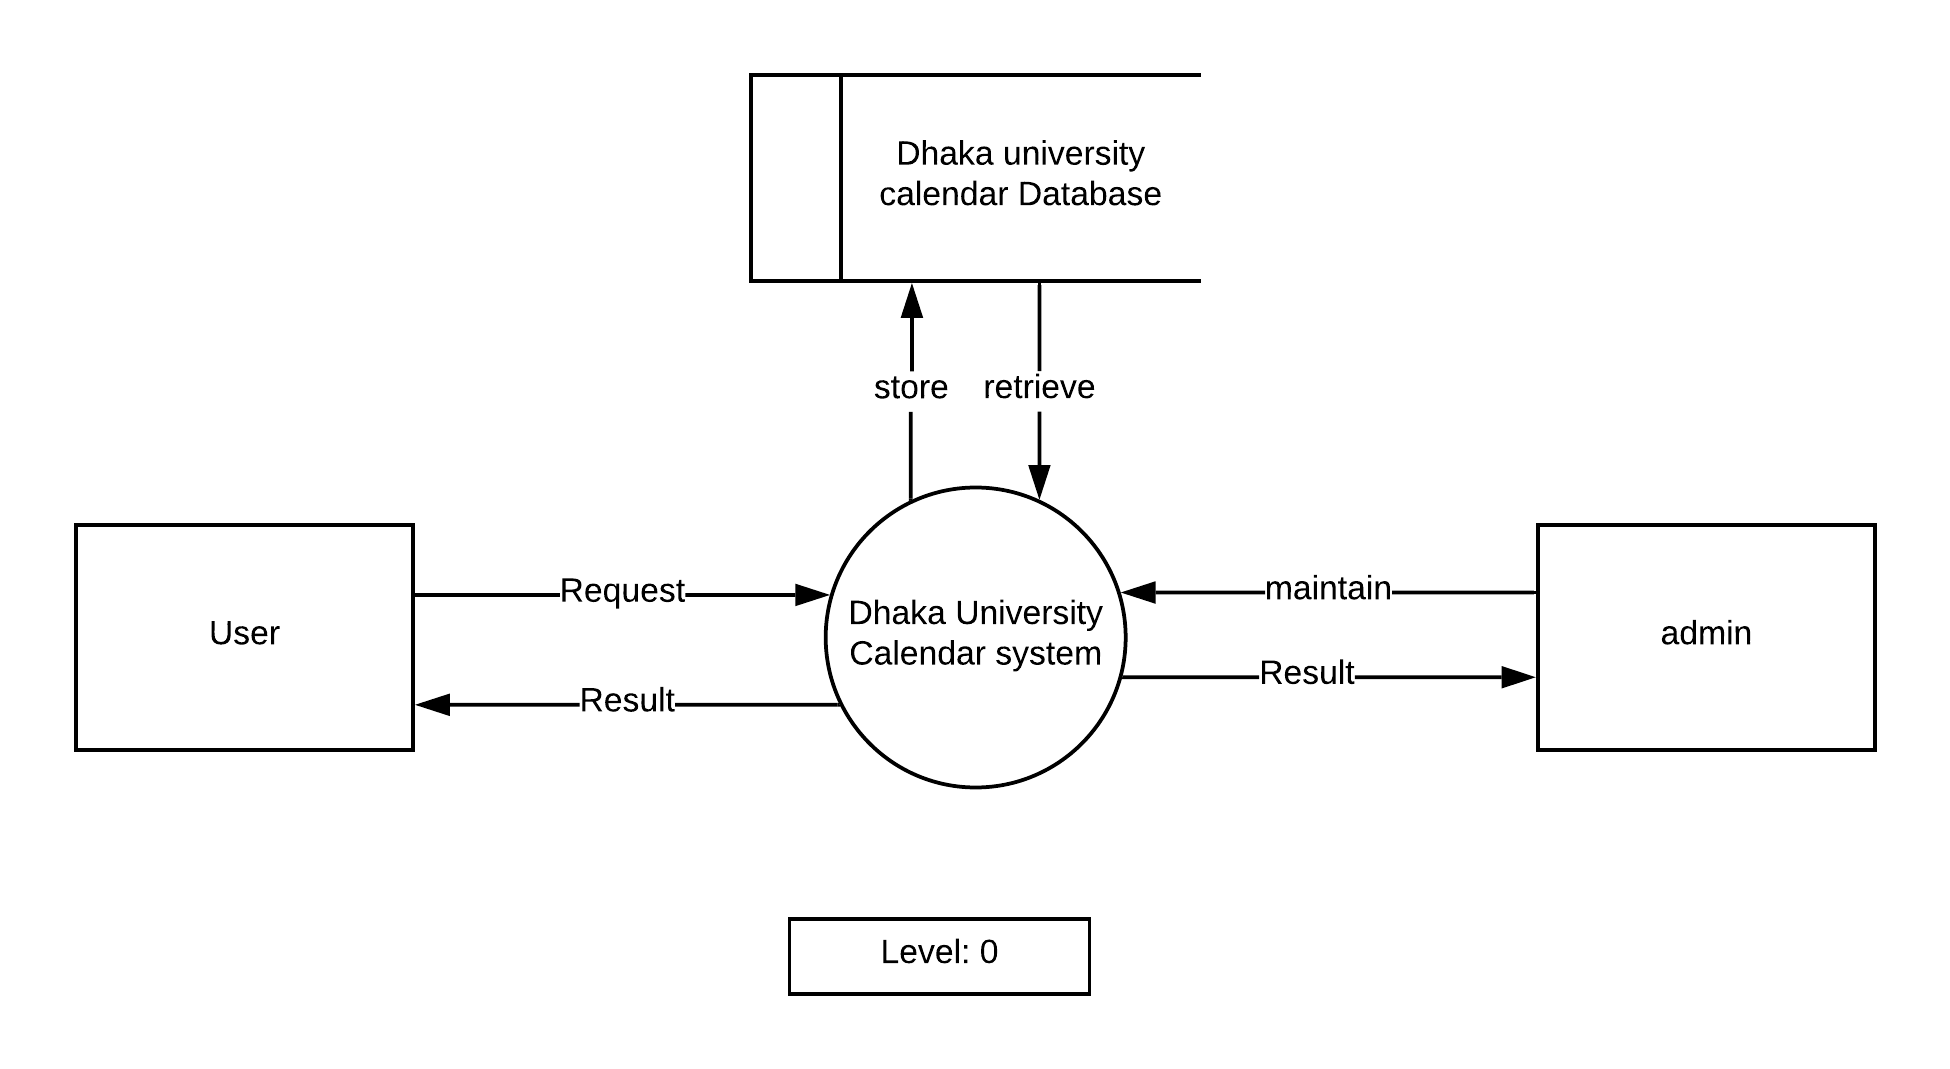 Dhaka university
calendar Database
store
retrieve
Request
Dhaka University
Calendar system
maintain
User
admin
Result
Result
Level: 0